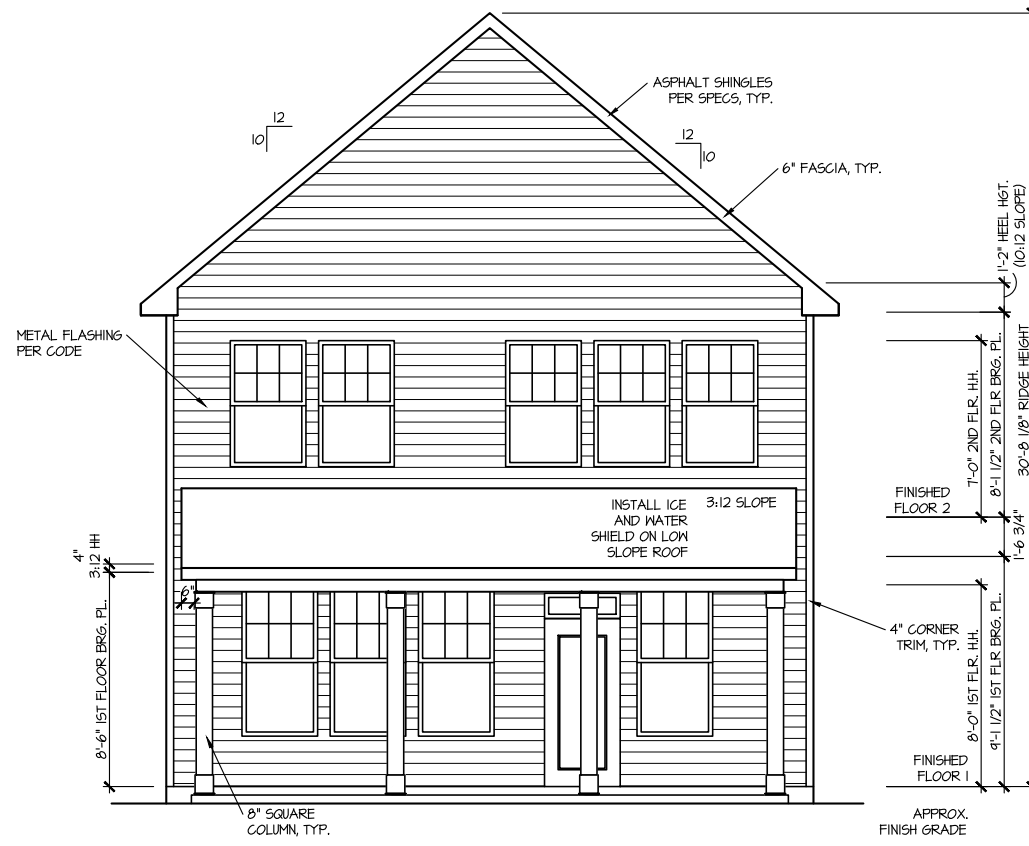 ASPHALT SHINGLES
PER SPECS, TYP.
12
10
12
10
6" FASCIA, TYP.
1'-2" HEEL HGT.
(10:12 SLOPE)
METAL FLASHING
PER CODE
30'-8 1/8" RIDGE HEIGHT
7'-0" 2ND FLR. H.H.
8'-1 1/2" 2ND FLR BRG. PL.
INSTALL ICE
AND WATER
SHIELD ON LOW
SLOPE ROOF
3:12 SLOPE
FINISHED
FLOOR 2
1'-6 3/4"
4"
3:12 HH
6"
8'-6" 1ST FLOOR BRG. PL.
4" CORNER
TRIM, TYP.
8'-0" 1ST FLR. H.H.
9'-1 1/2" 1ST FLR BRG. PL.
FINISHED
FLOOR 1
8" SQUARE
COLUMN, TYP.
APPROX.
FINISH GRADE